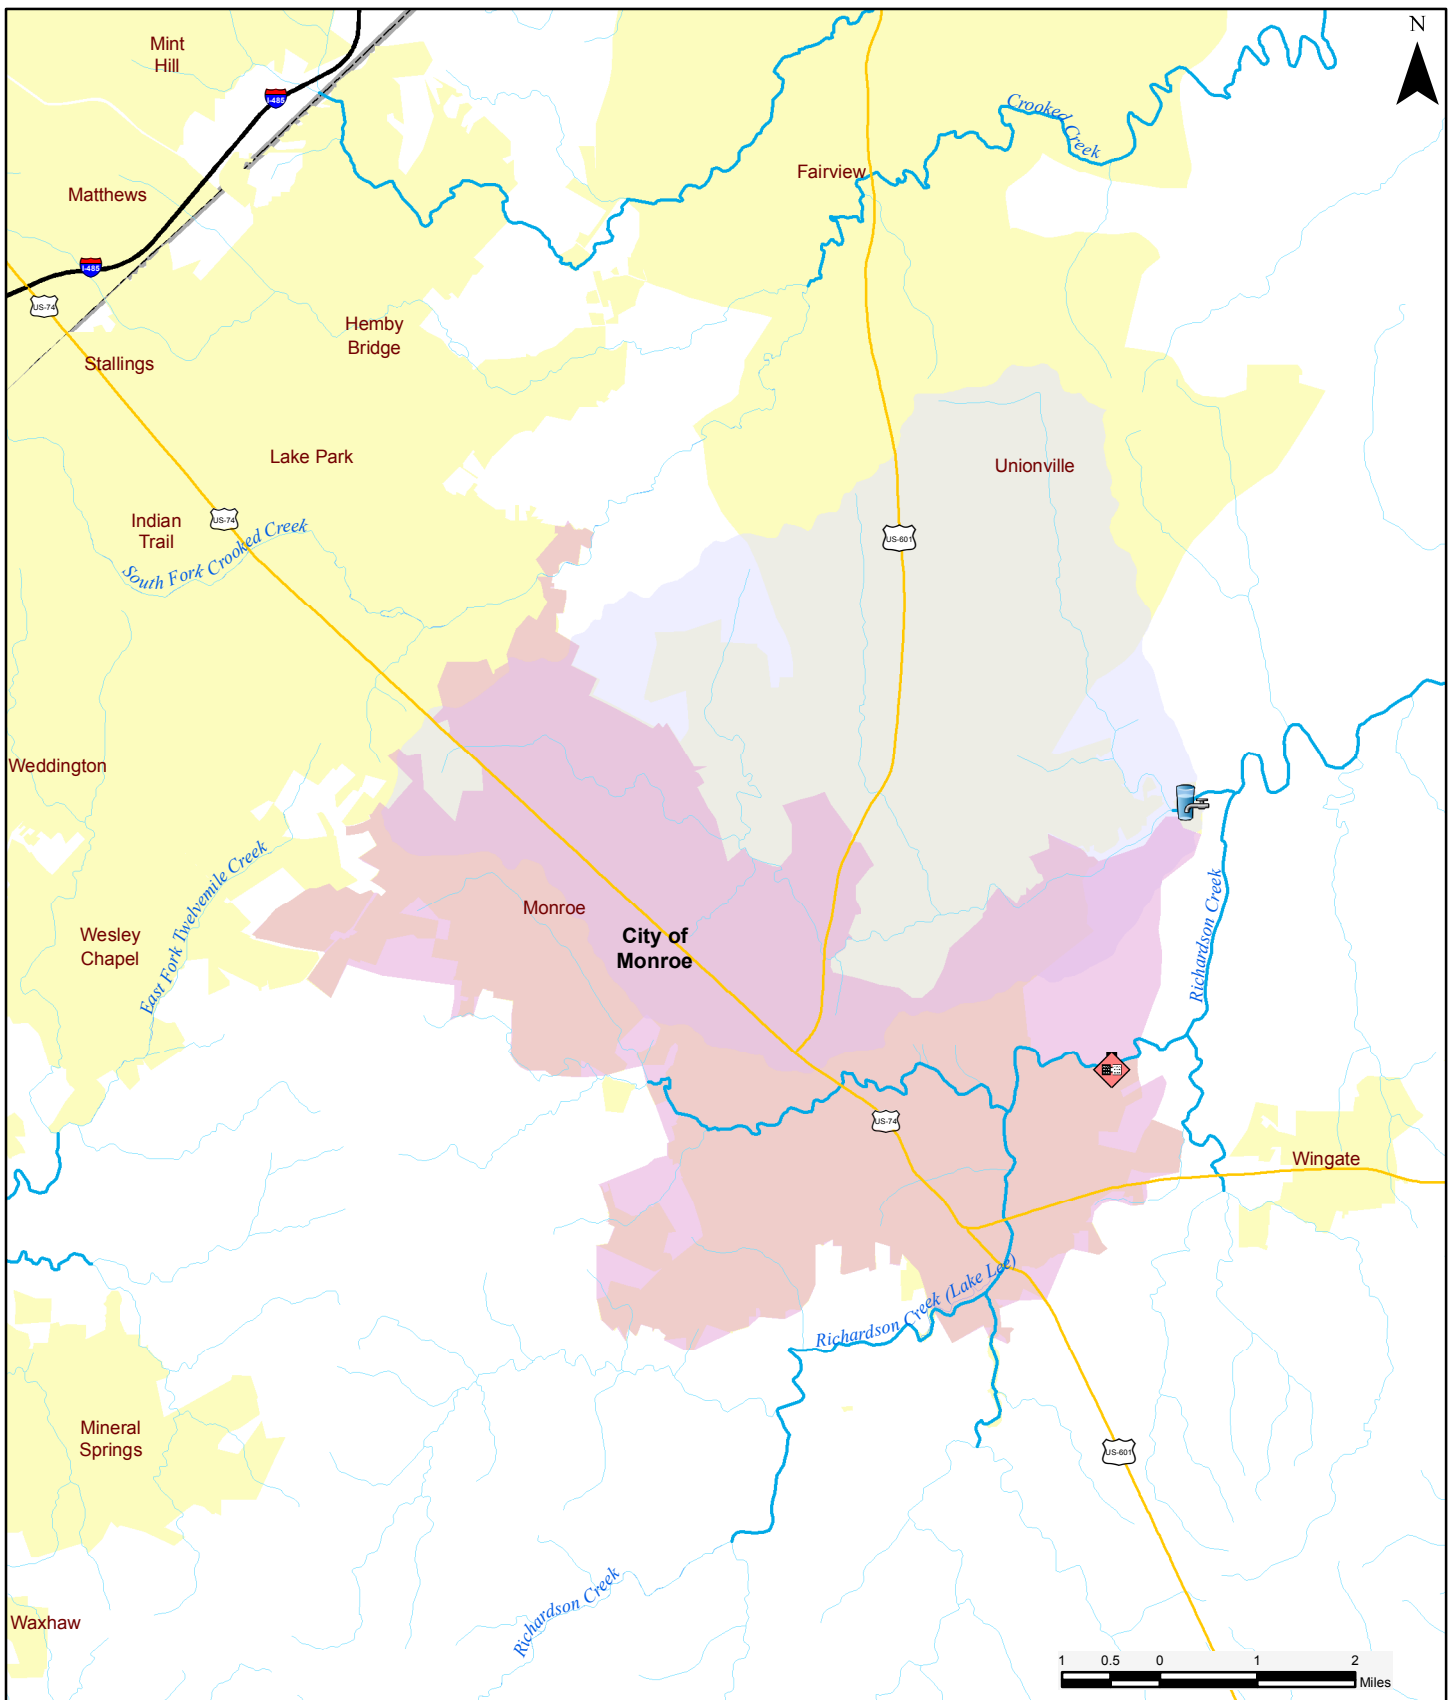 N
Mint
Hill
I-485
Crooked Creek
Fairview
Matthews
I-485
US-74
Hemby
Bridge
Stallings
Lake Park
Unionville
Indian
Trail
US-74
South Fork Crooked Creek
US-601
Weddington
East Fork Twelvemile Creek
Richardson Creek
Monroe
City of
Monroe
Wesley
Chapel
US-74
Wingate
Richardson Creek (Lake Lee)
Mineral
Springs
US-601
Richardson Creek
Waxhaw
1 0.5 0 1 2
Miles